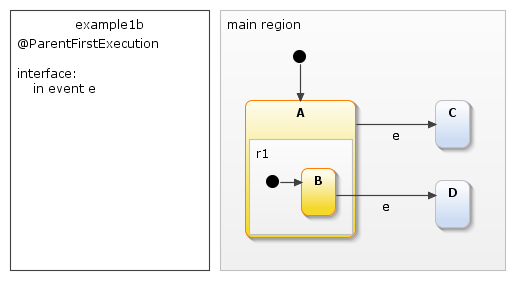 example1b
@ParentFirstExecution
interface:
in event e
main region
A
C
e
r1
B
D
e